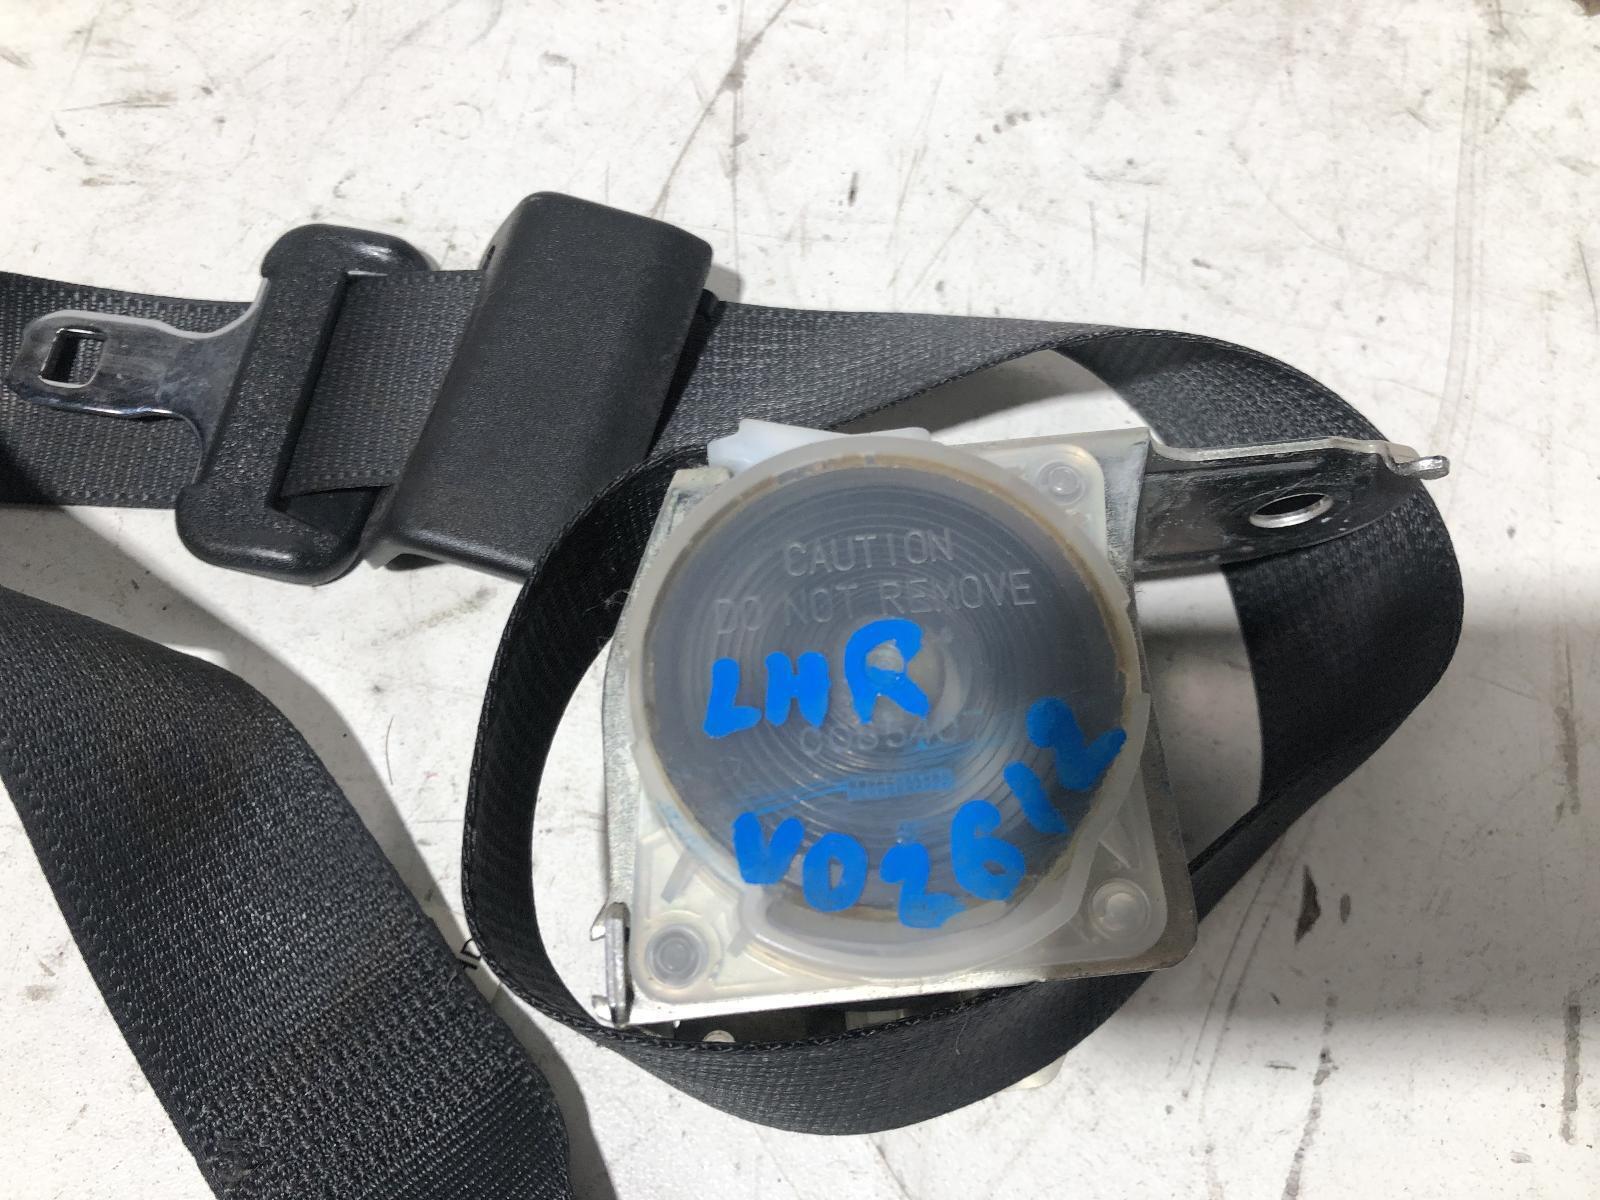 CAUTION
DO NOT REMOVE
LHR
V02612